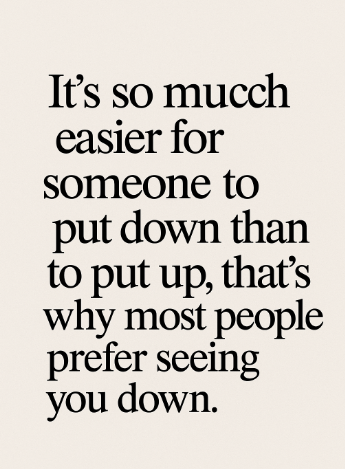 It's so mucch
easier for
someone to
put down than
to put up, that's
why most people
prefer seeing
you down.